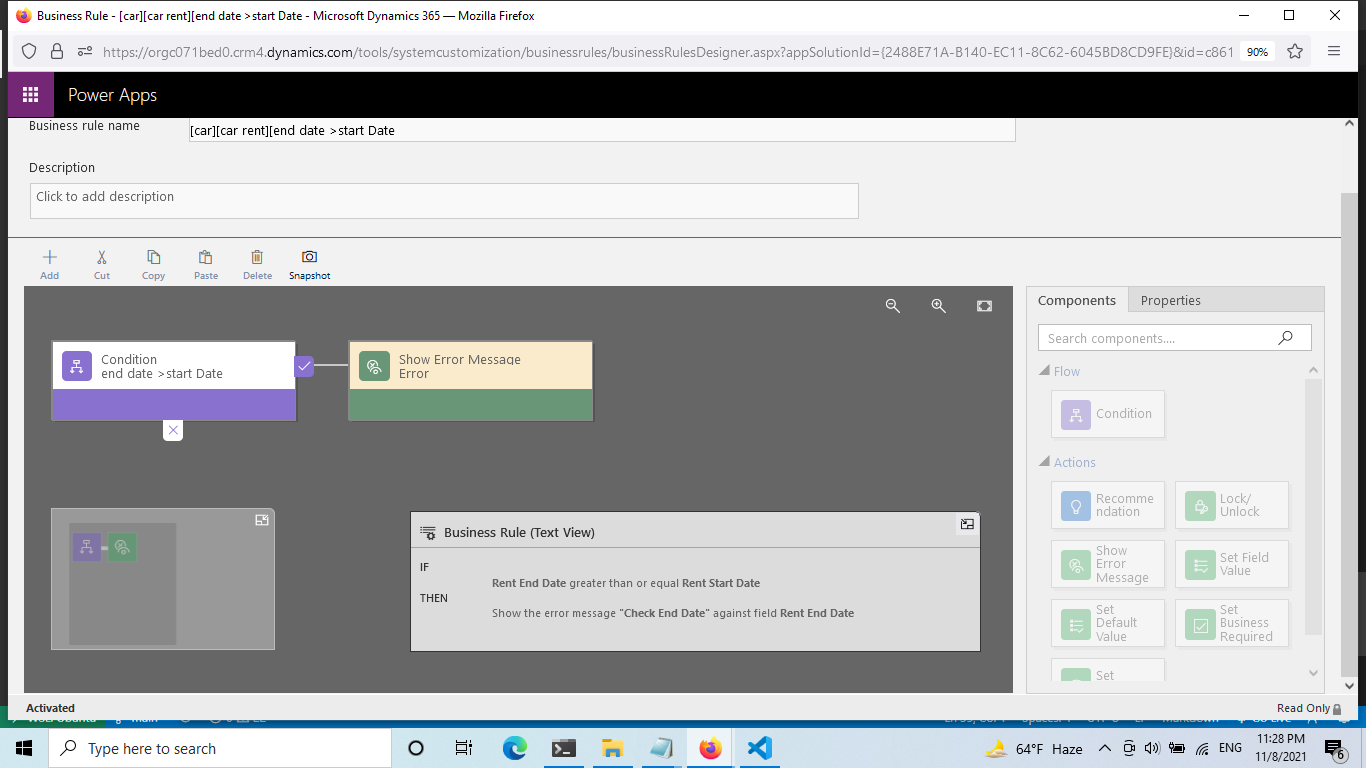 Business Rule - [car][car rent][end date >start Date - Microsoft Dynamics 365 — Mozilla Firefox
https://orgc071bed0.crm4.dynamics.com/tools/systemcustomization/businessrules/businessRulesDesigner.aspx?appSolutionId={2488E71A-B140-EC11-8C62-6045BD8CD9FE}&id=c861
90%
Power Apps
Business rule name
[car][car rent][end date >start Date
Description
Click to add description
Add
Cut
Copy
Paste
Delete
Snapshot
Condition
end date >start Date
Show Error Message
Error
Business Rule (Text View)
IF
Rent End Date greater than or equal Rent Start Date
THEN
Show the error message "Check End Date" against field Rent End Date
Components
Properties
Search components....
Flow
Condition
Actions
Recomme
ndation
Lock/
Unlock
Show
Error
Message
Set Field
Value
Set
Default
Value
Set
Business
Required
Set
Activated
Read Only
Type here to search
64°F Haze
ENG
11:28 PM
11/8/2021
6